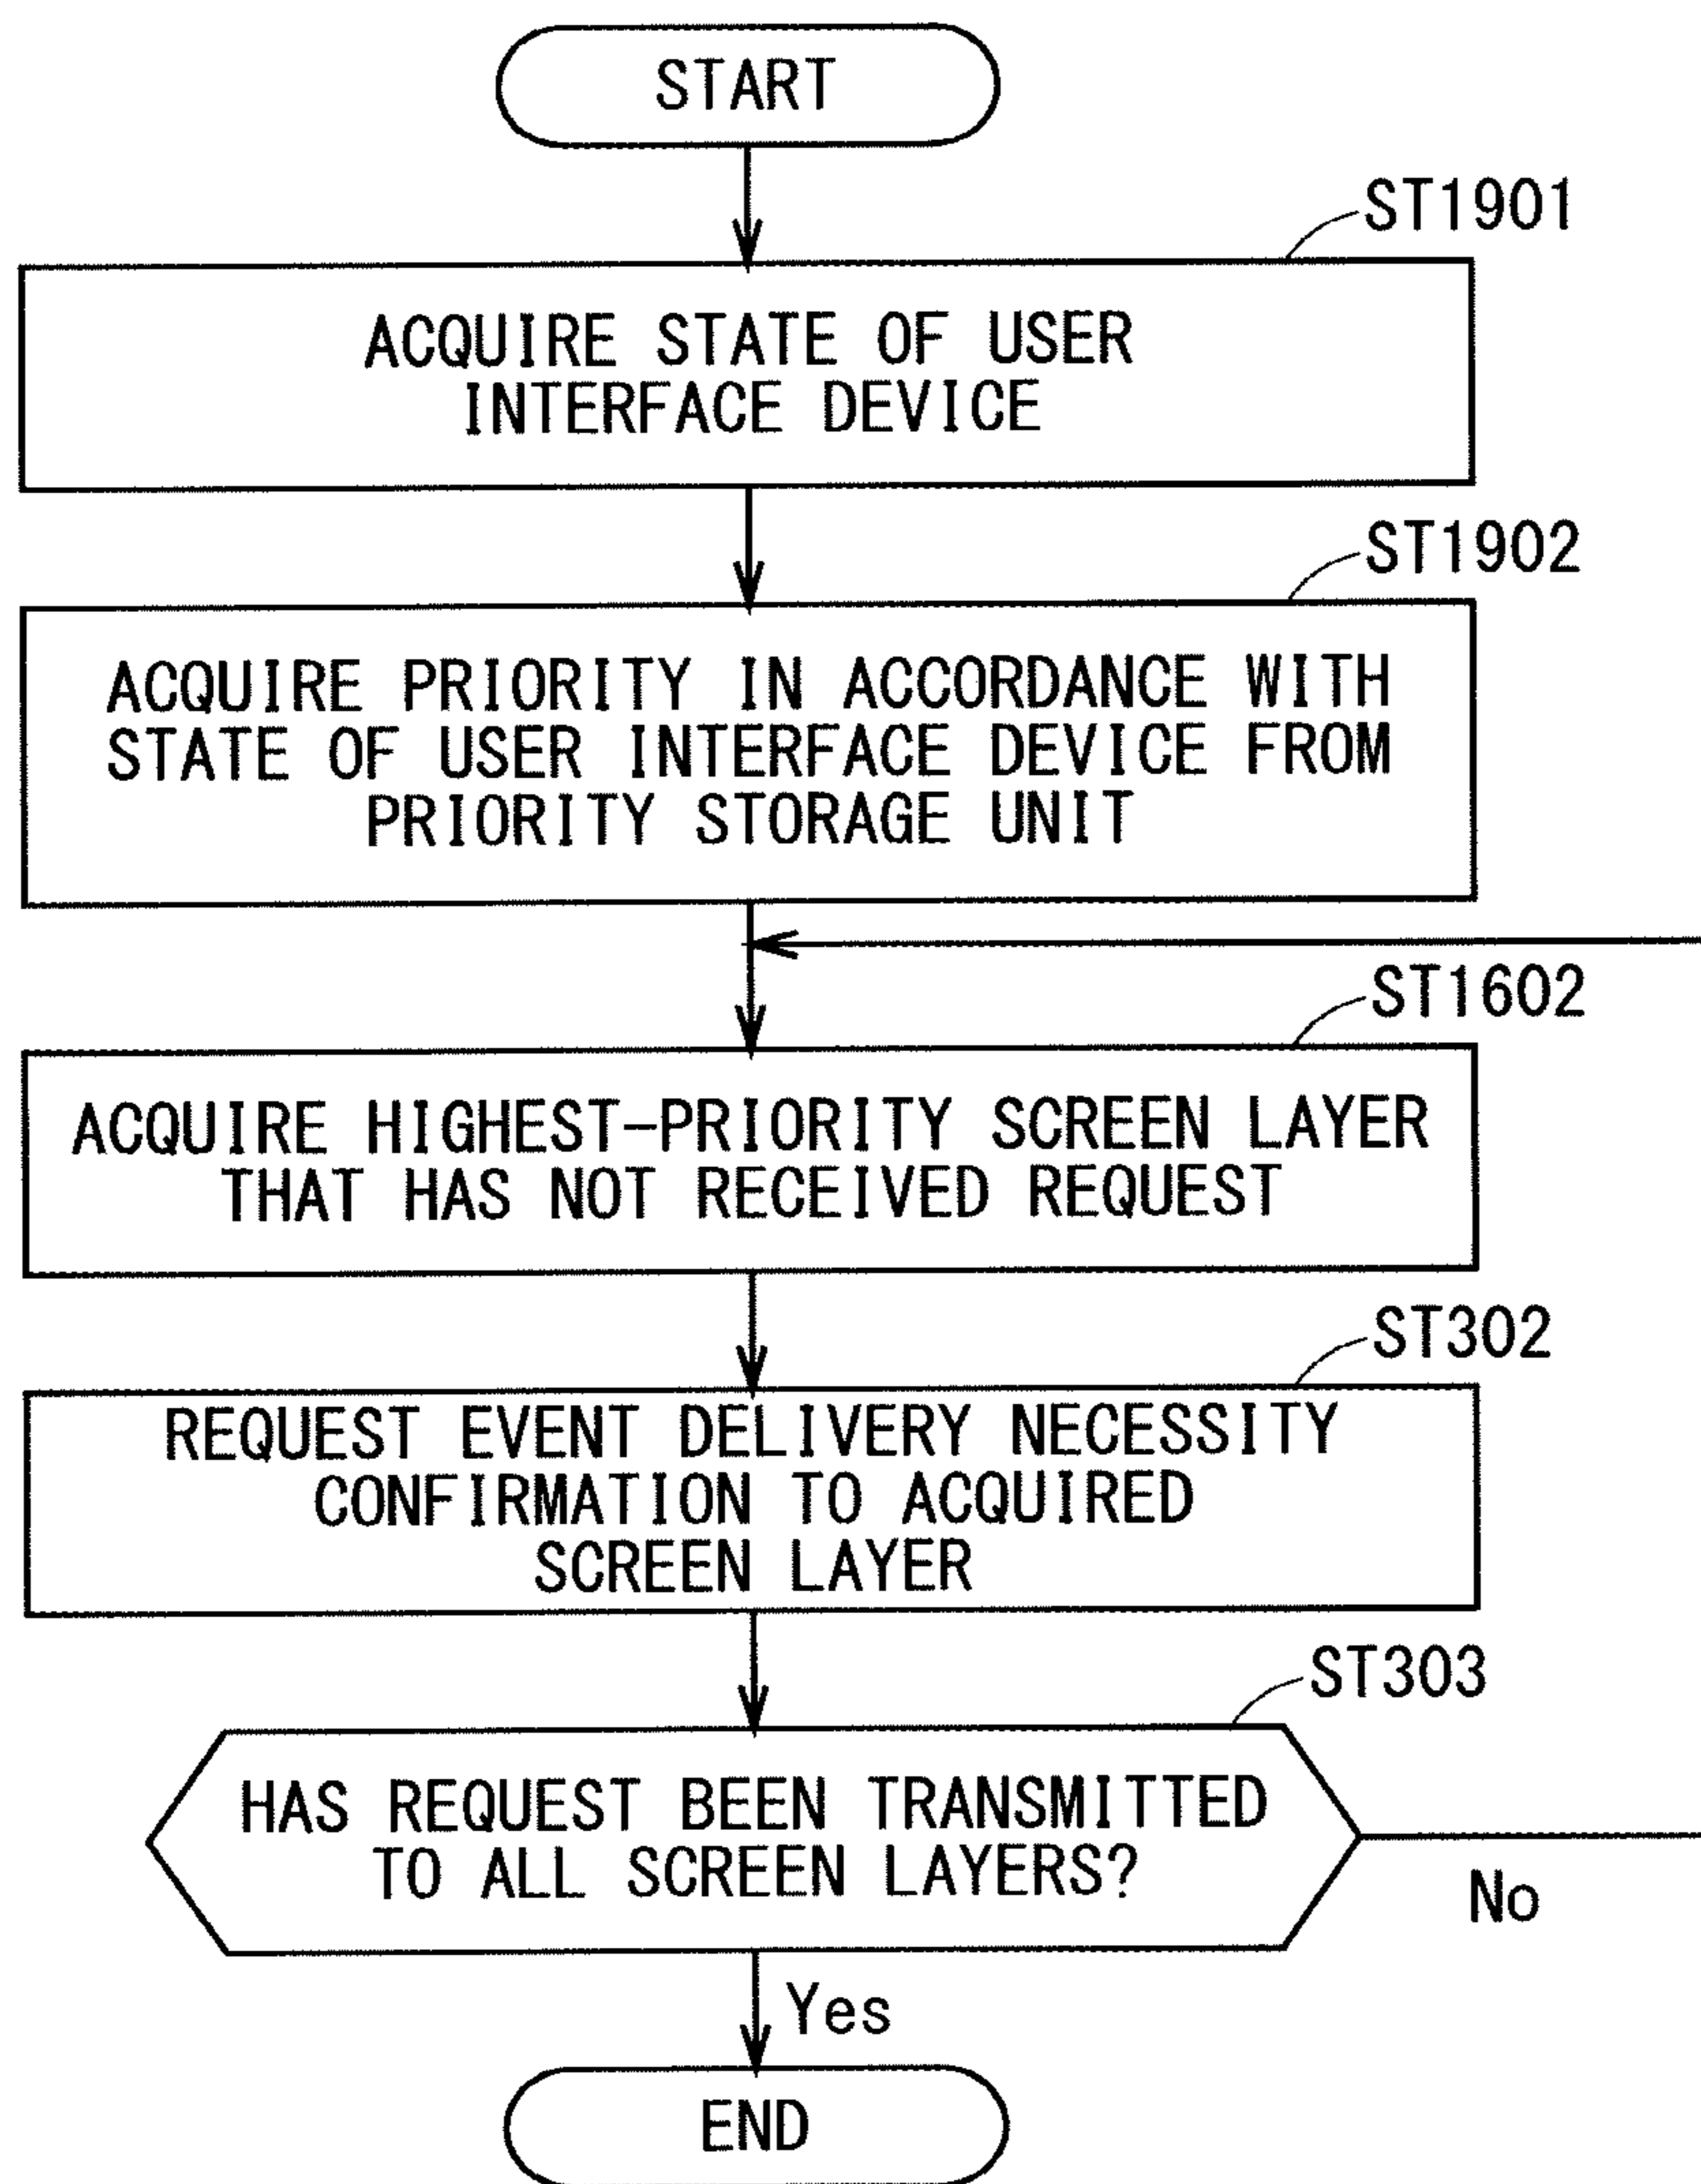 START
ST1901
ACQUIRE STATE OF USER
INTERFACE DEVICE
ST1902
ACQUIRE PRIORITY IN ACCORDANCE WITH
STATE OF USER INTERFACE DEVICE FROM
PRIORITY STORAGE UNIT
ST1602
ACQUIRE HIGHEST-PRIORITY SCREEN LAYER
THAT HAS NOT RECEIVED REQUEST
ST302
REQUEST EVENT DELIVERY NECESSITY
CONFIRMATION TO ACQUIRED
SCREEN LAYER
ST303
HAS REQUEST BEEN TRANSMITTED
TO ALL SCREEN LAYERS?
No
Yes
END